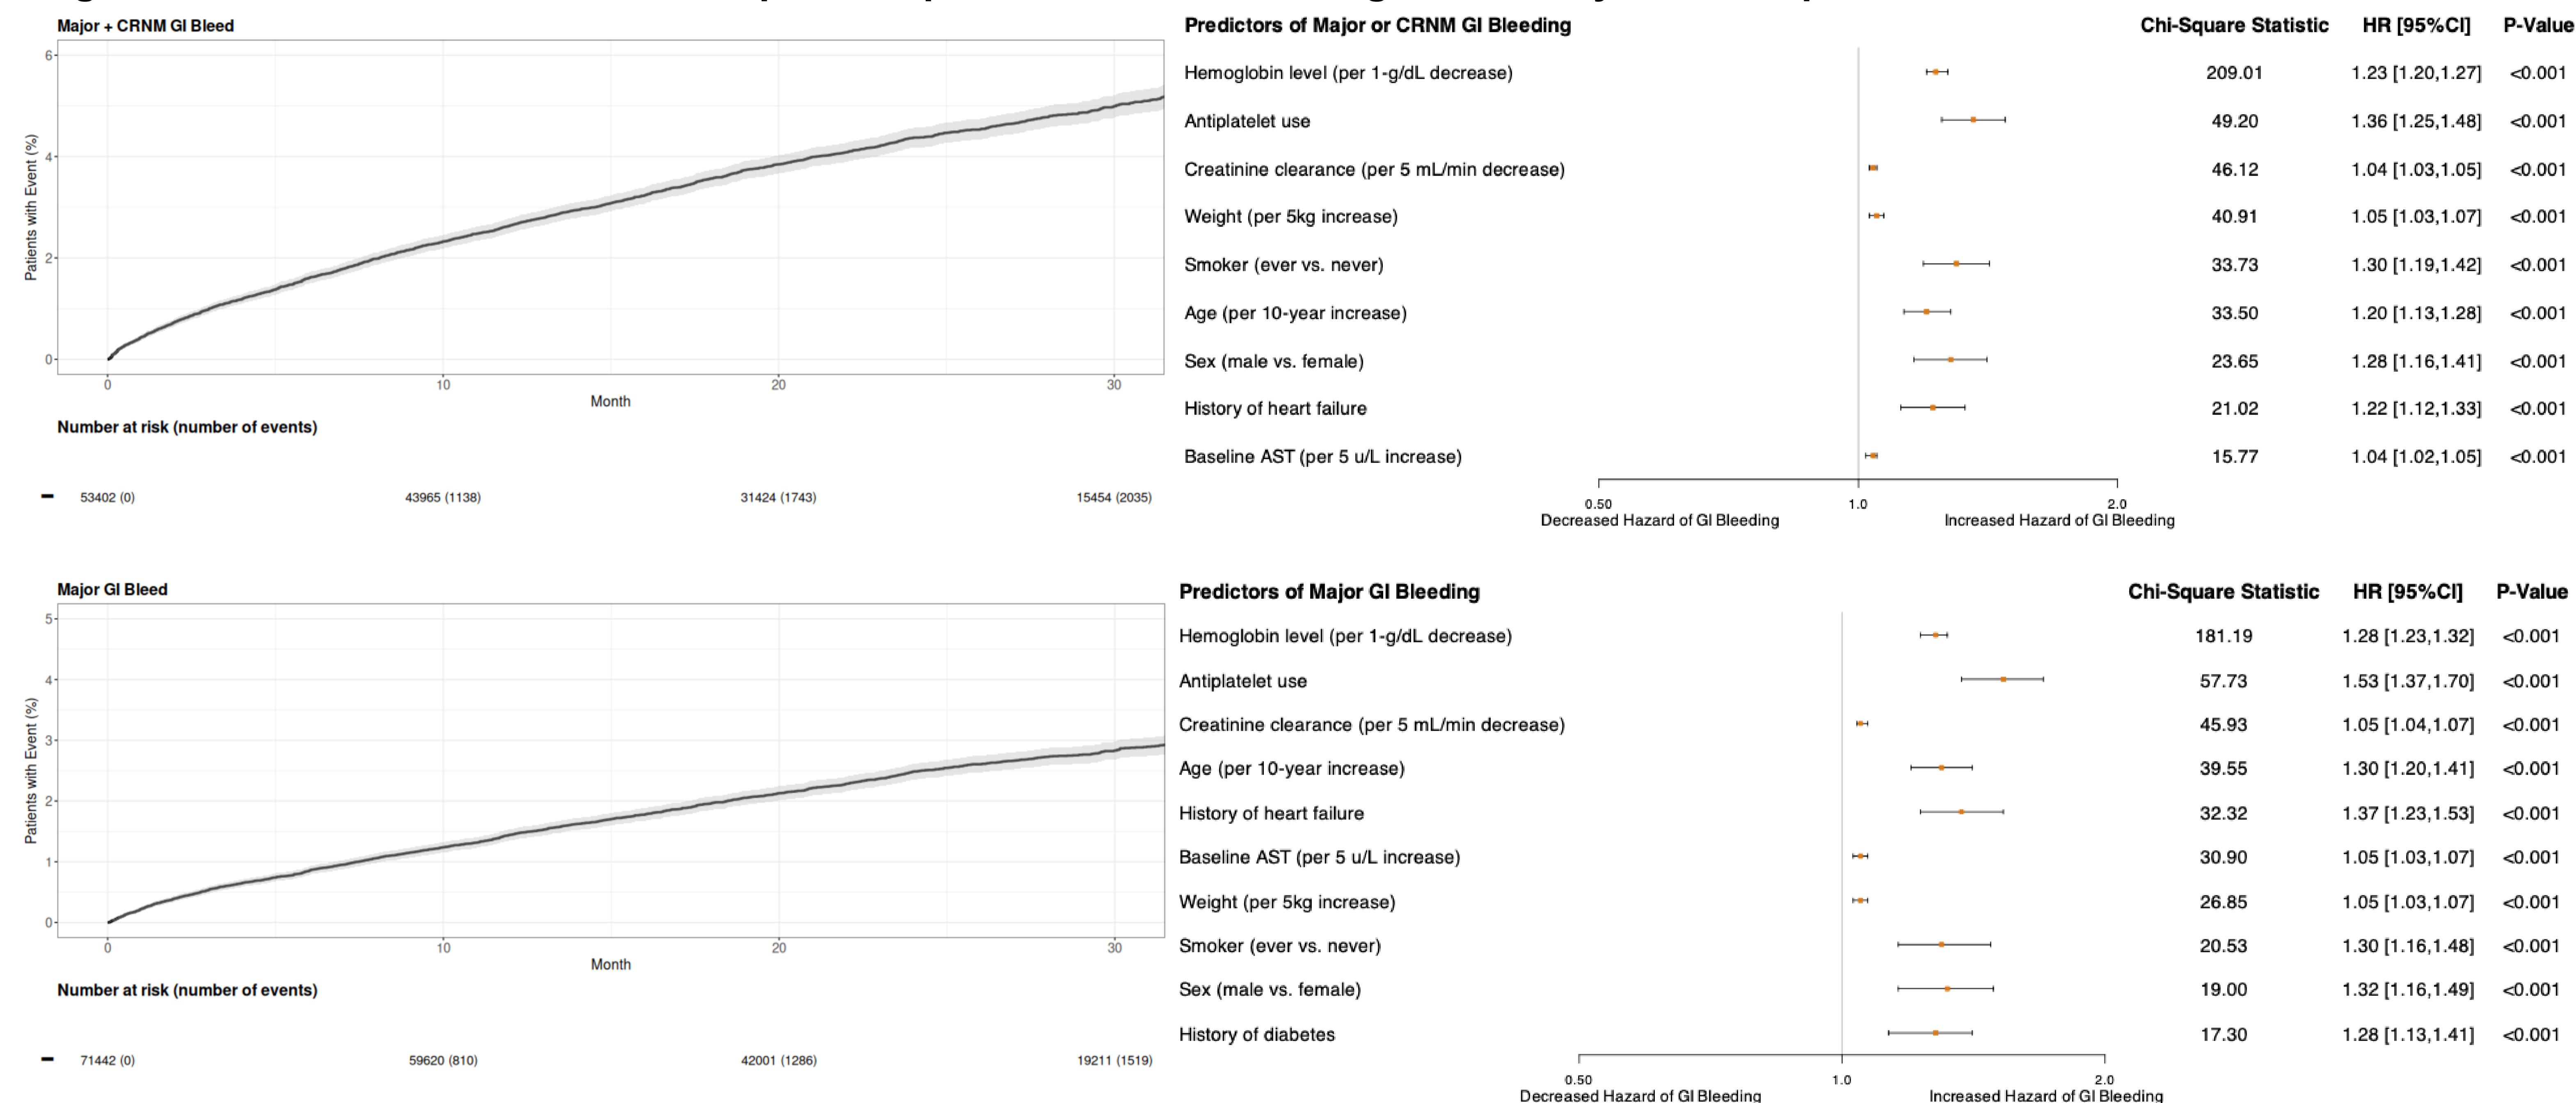 Major + CRNM GI Bleed
6
4
2
0
Patients with Event (%)
0 10 20 30
Month
Number at risk (number of events)
53402 (0) 43965 (1138) 31424 (1743) 15454 (2035)
Predictors of Major or CRNM GI Bleeding Chi-Square Statistic HR [95%CI] P-Value
Hemoglobin level (per 1-g/dL decrease) 209.01 1.23 [1.20,1.27] <0.001
Antiplatelet use 49.20 1.36 [1.25,1.48] <0.001
Creatinine clearance (per 5 mL/min decrease) 46.12 1.04 [1.03,1.05] <0.001
Weight (per 5kg increase) 40.91 1.05 [1.03,1.07] <0.001
Smoker (ever vs. never) 33.73 1.30 [1.19,1.42] <0.001
Age (per 10-year increase) 33.50 1.20 [1.13,1.28] <0.001
Sex (male vs. female) 23.65 1.28 [1.16,1.41] <0.001
History of heart failure 21.02 1.22 [1.12,1.33] <0.001
Baseline AST (per 5 u/L increase) 15.77 1.04 [1.02,1.05] <0.001
0.50 1.0 2.0
Decreased Hazard of GI Bleeding Increased Hazard of GI Bleeding
Major GI Bleed
5
4
3
2
1
0
Patients with Event (%)
0 10 20 30
Month
Number at risk (number of events)
71442 (0) 59620 (810) 42001 (1286) 19211 (1519)
Predictors of Major GI Bleeding Chi-Square Statistic HR [95%CI] P-Value
Hemoglobin level (per 1-g/dL decrease) 181.19 1.28 [1.23,1.32] <0.001
Antiplatelet use 57.73 1.53 [1.37,1.70] <0.001
Creatinine clearance (per 5 mL/min decrease) 45.93 1.05 [1.04,1.07] <0.001
Age (per 10-year increase) 39.55 1.30 [1.20,1.41] <0.001
History of heart failure 32.32 1.37 [1.23,1.53] <0.001
Baseline AST (per 5 u/L increase) 30.90 1.05 [1.03,1.07] <0.001
Weight (per 5kg increase) 26.85 1.05 [1.03,1.07] <0.001
Smoker (ever vs. never) 20.53 1.30 [1.16,1.48] <0.001
Sex (male vs. female) 19.00 1.32 [1.16,1.49] <0.001
History of diabetes 17.30 1.28 [1.13,1.41] <0.001
0.50 1.0 2.0
Decreased Hazard of GI Bleeding Increased Hazard of GI Bleeding